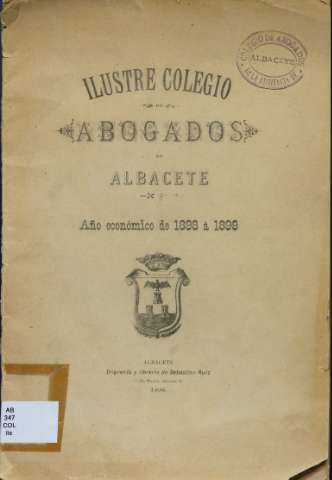 ILUSTRE COLEGIO
DE
ABOGADOS
DE
ALBACETE
Año económico de 1898 á 1899
COLEGIO DE ABOGADOS
ALBACETE
ALBACETE
Imprenta y librería de Sebastián Ruiz
1898
AB
347
COL
ils